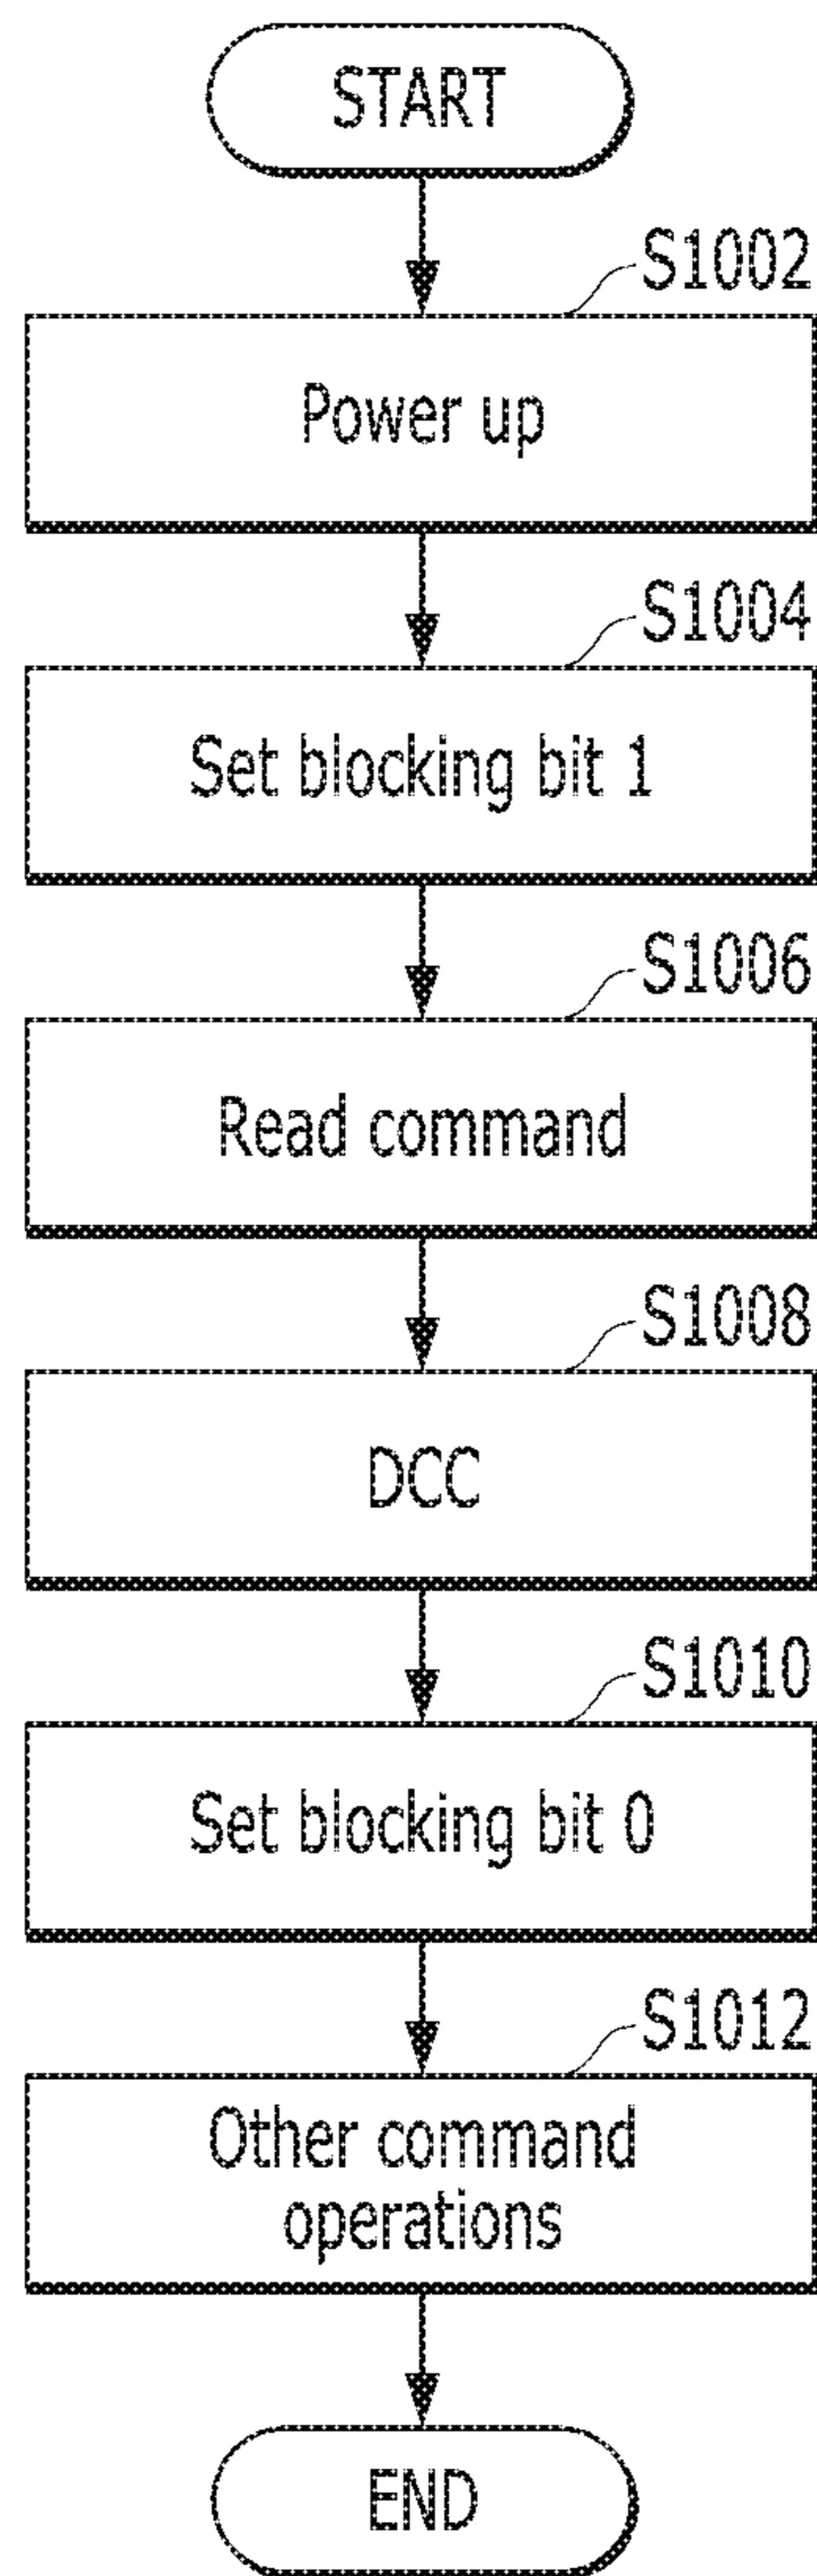 START
S1002
Power up
S1004
Set blocking bit 1
S1006
Read command
S1008
DCC
S1010
Set blocking bit 0
S1012
Other command
operations
END